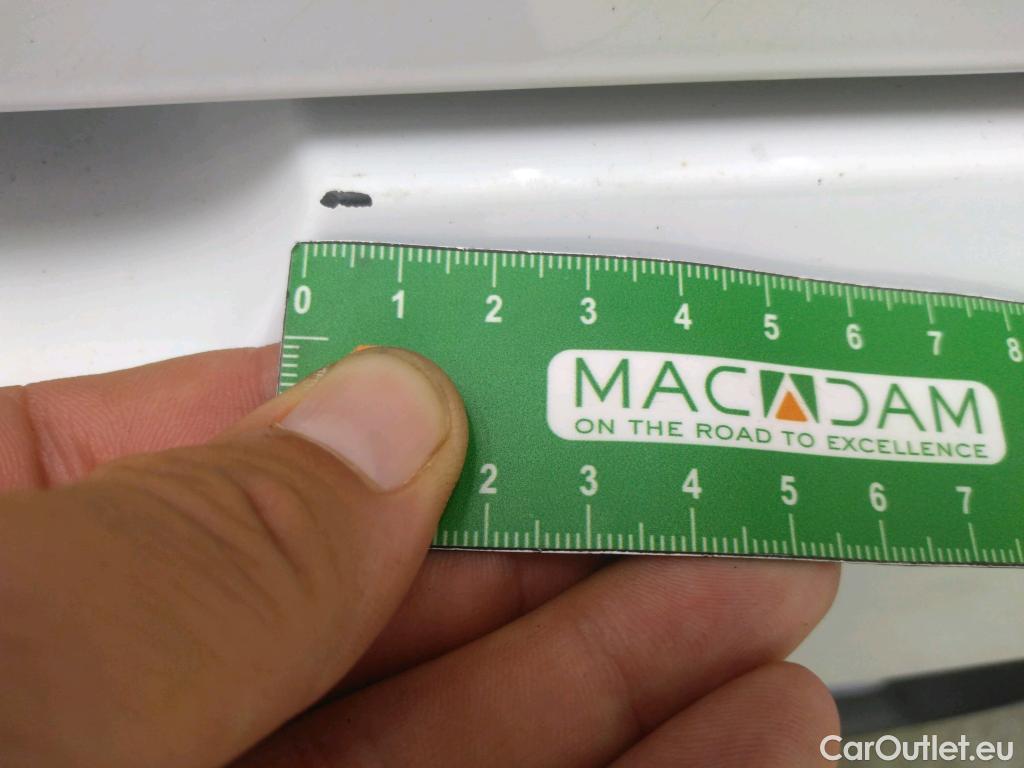 0 1 2 3 4 5 6 7 8
MACADAM
ON THE ROAD TO EXCELLENCE
2 3 4 5 6 7
CarOutlet.eu